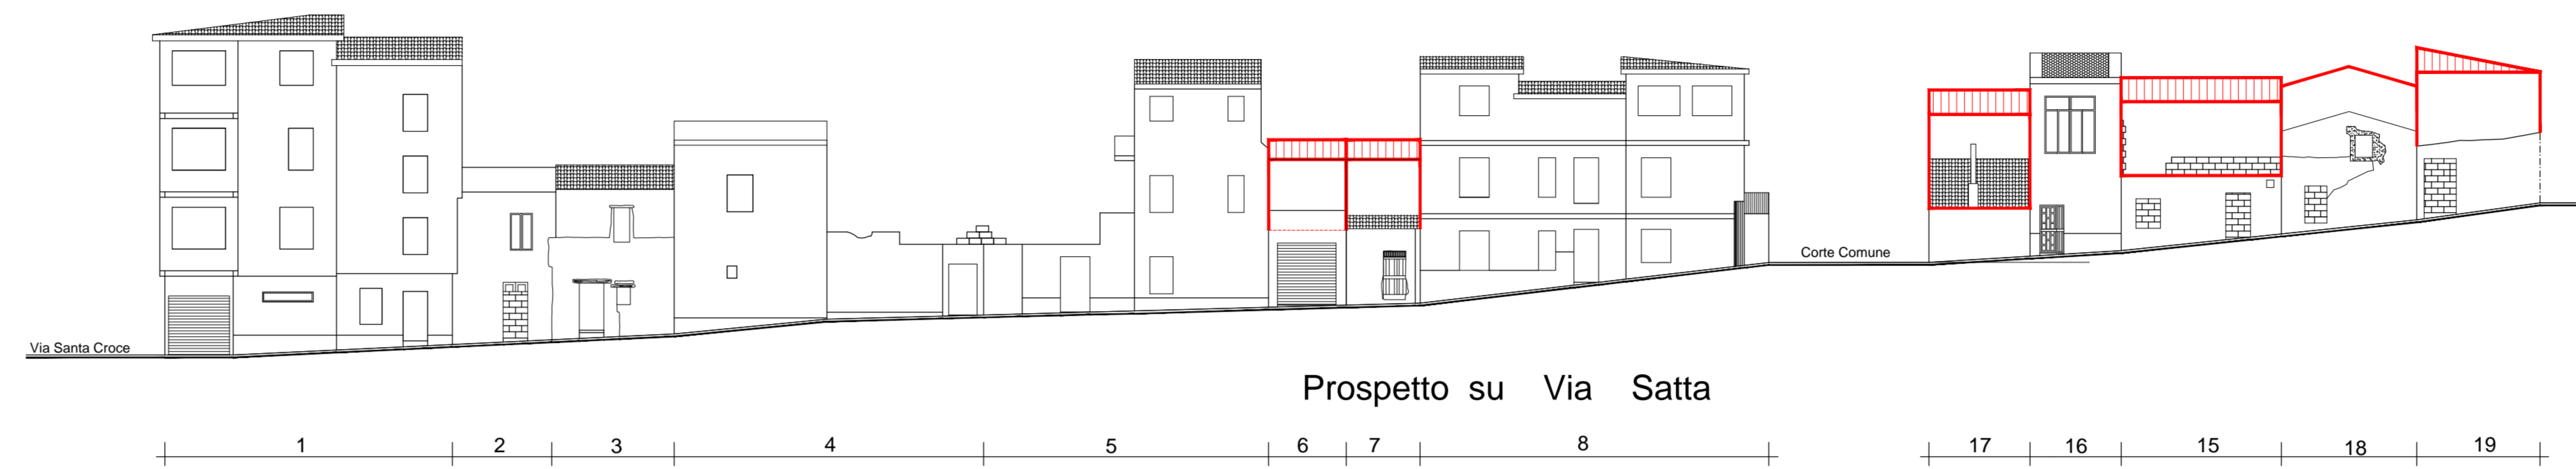 Via Santa Croce
Corte Comune
Prospetto su Via Satta
1 2 3 4 5 6 7 8 17 16 15 18 19